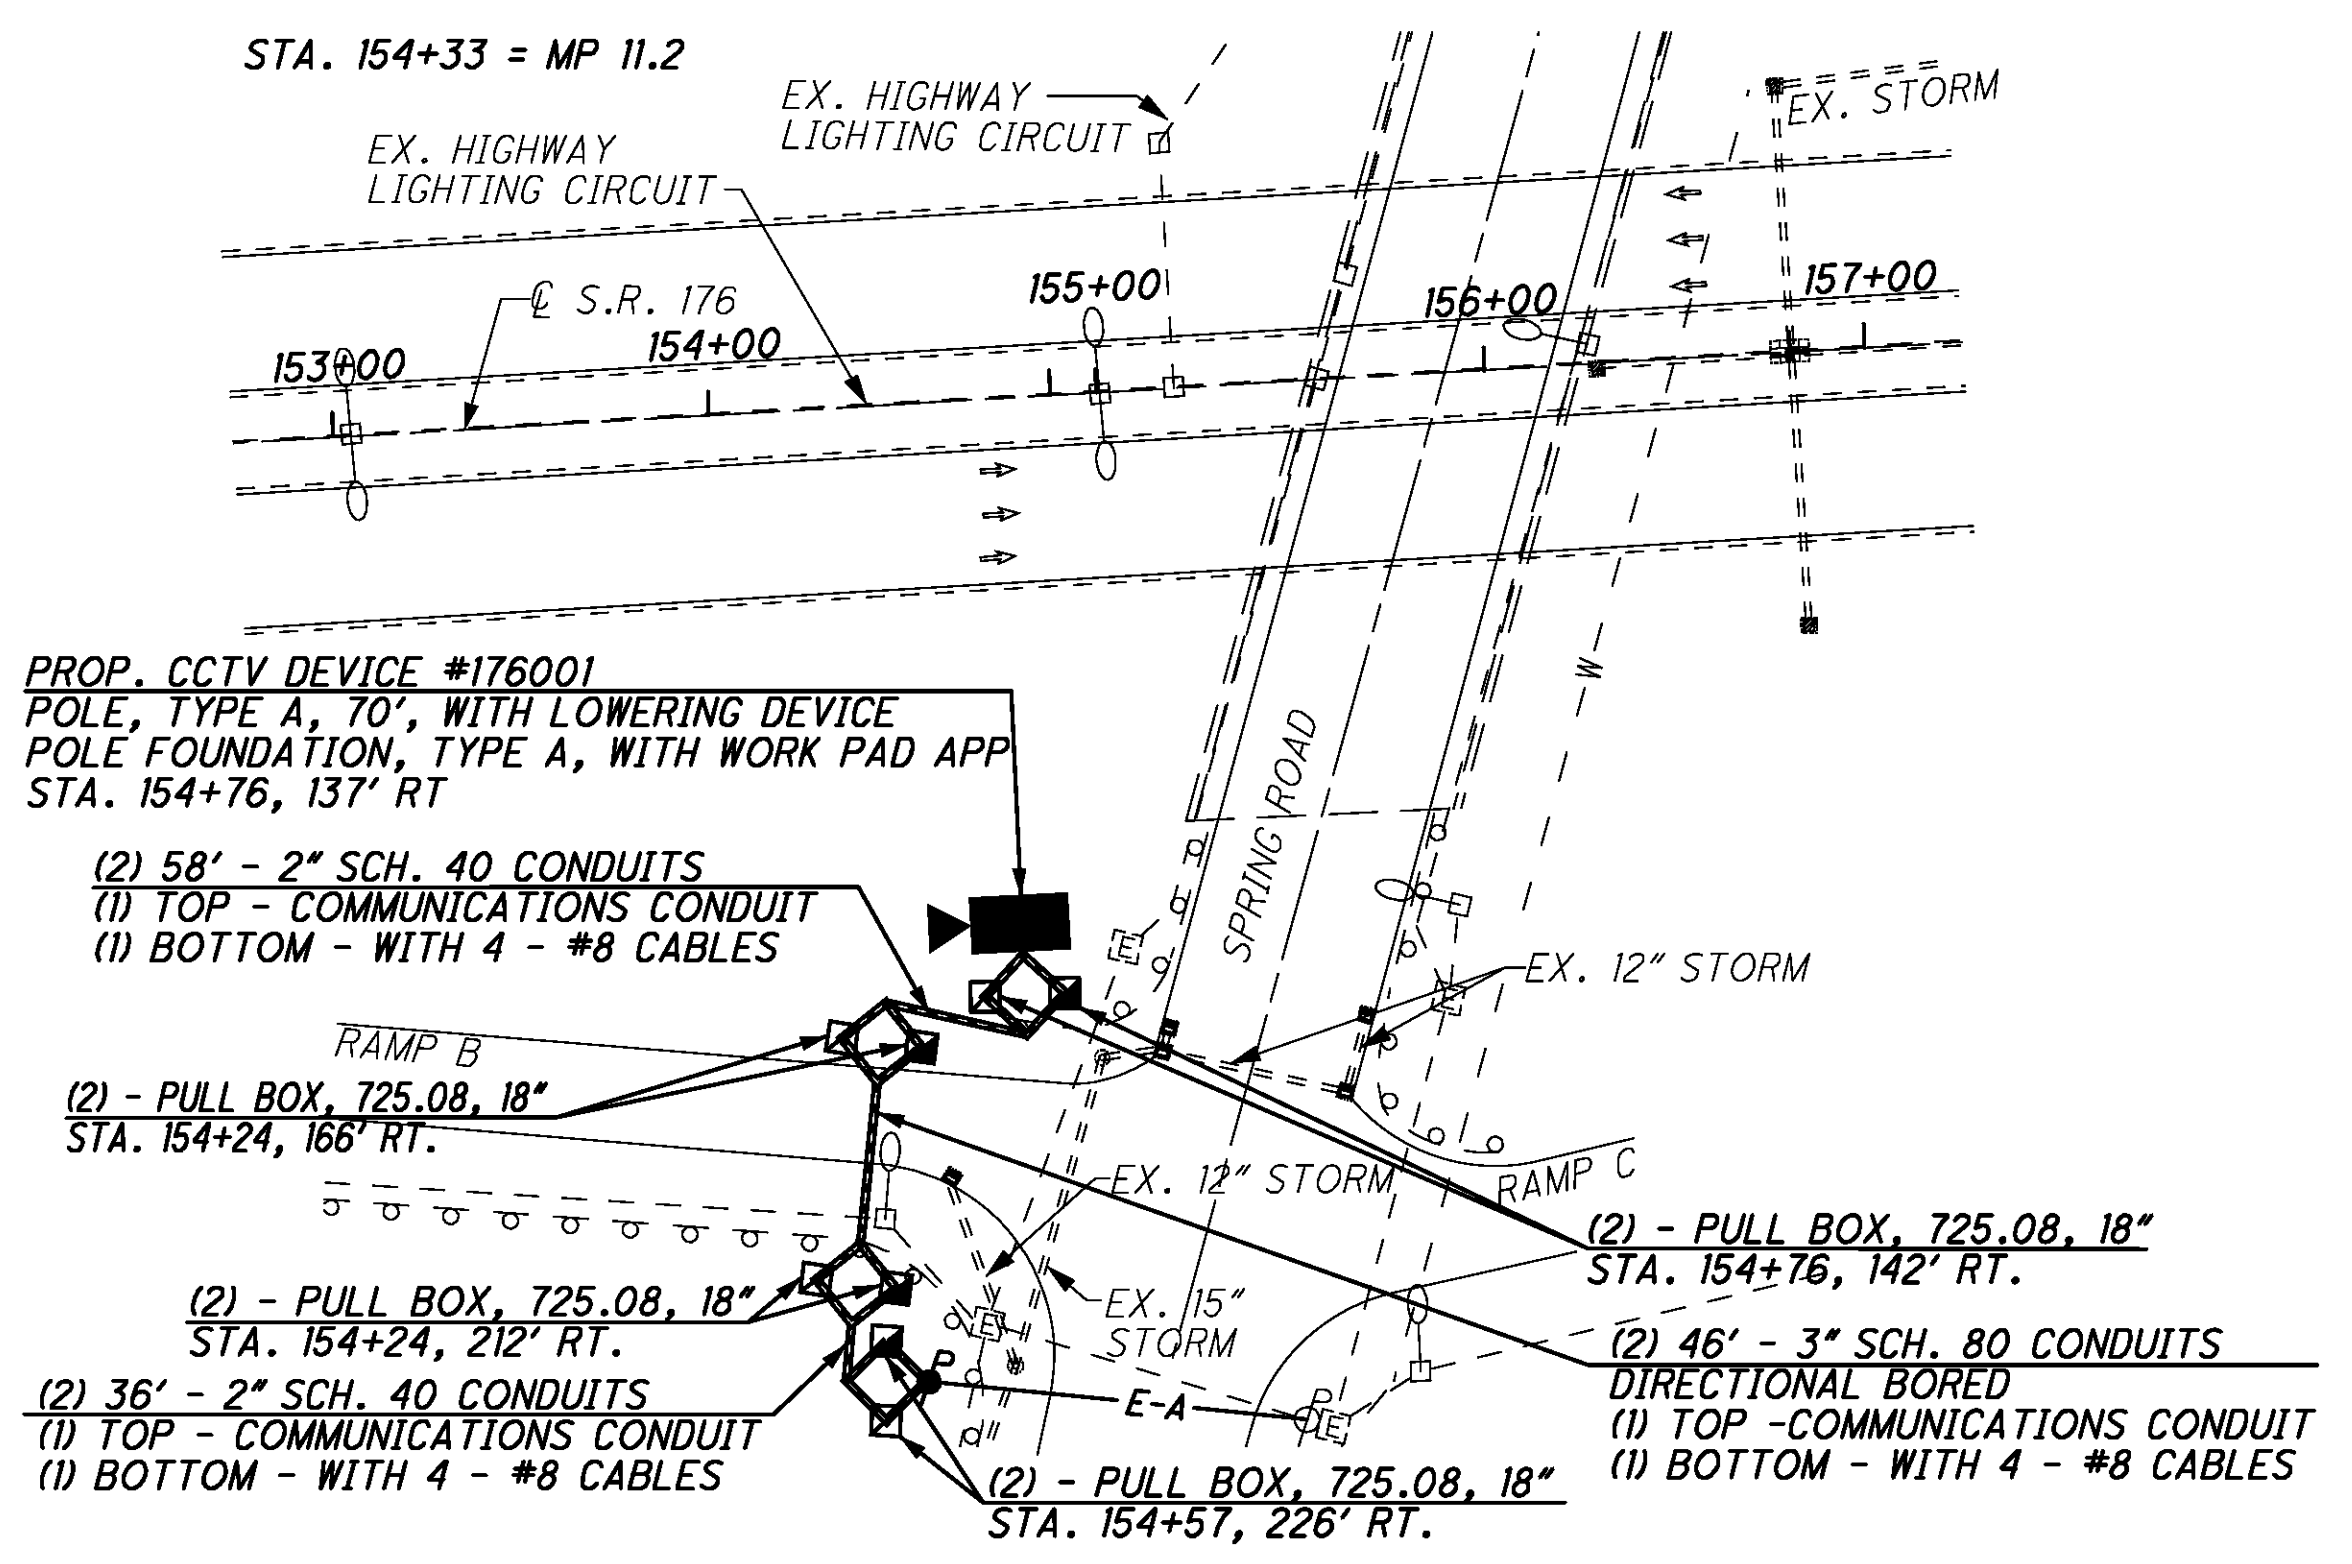 STA. 154+33 = MP 11.2
EX. HIGHWAY
LIGHTING CIRCUIT
EX. STORM
EX. HIGHWAY
LIGHTING CIRCUIT
℄ S.R. 176
153+00
154+00
155+00
156+00
157+00
W
SPRING ROAD
PROP. CCTV DEVICE #176001
POLE, TYPE A, 70', WITH LOWERING DEVICE
POLE FOUNDATION, TYPE A, WITH WORK PAD APP
STA. 154+76, 137' RT
(2) 58' - 2" SCH. 40 CONDUITS
(1) TOP - COMMUNICATIONS CONDUIT
(1) BOTTOM - WITH 4 - #8 CABLES
E
E
EX. 12" STORM
RAMP B
(2) - PULL BOX, 725.08, 18"
STA. 154+24, 166' RT.
EX. 12" STORM
RAMP C
(2) - PULL BOX, 725.08, 18"
STA. 154+76, 142' RT.
(2) - PULL BOX, 725.08, 18"
STA. 154+24, 212' RT.
E
EX. 15"
STORM
(2) 46' - 3" SCH. 80 CONDUITS
DIRECTIONAL BORED
(1) TOP -COMMUNICATIONS CONDUIT
(1) BOTTOM - WITH 4 - #8 CABLES
P
E-A
P
E
(2) 36' - 2" SCH. 40 CONDUITS
(1) TOP - COMMUNICATIONS CONDUIT
(1) BOTTOM - WITH 4 - #8 CABLES
(2) - PULL BOX, 725.08, 18"
STA. 154+57, 226' RT.